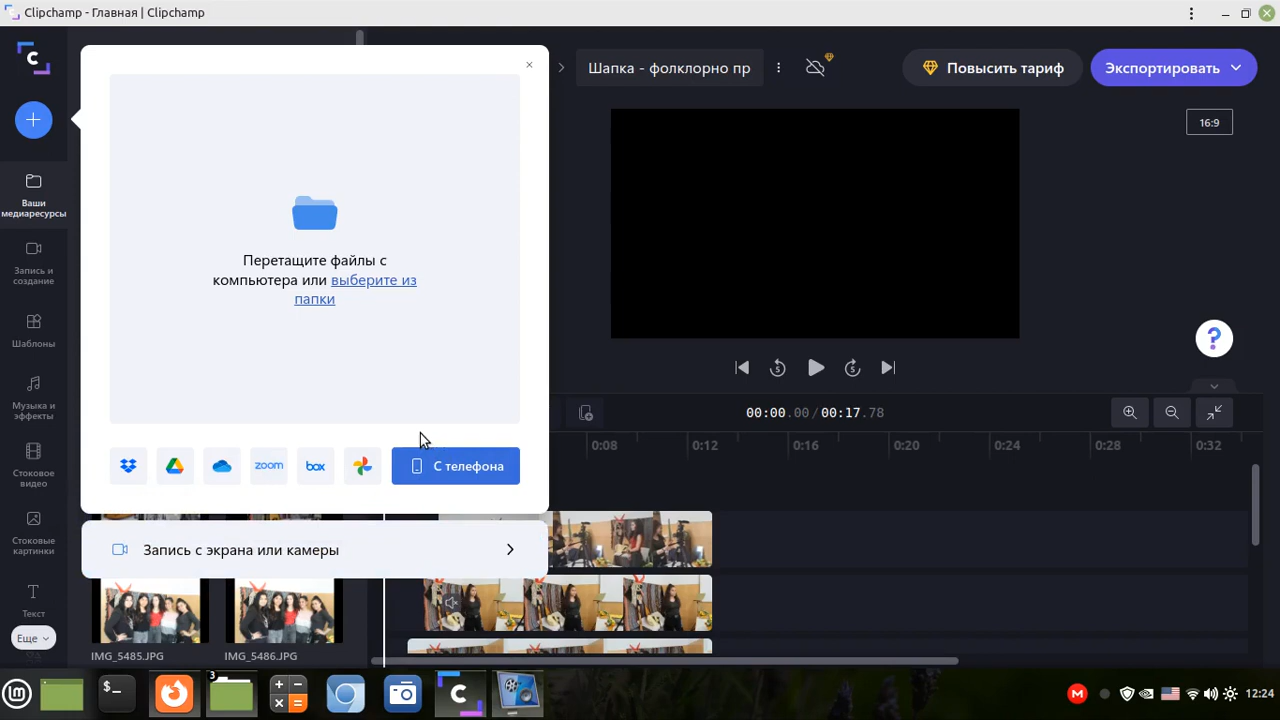 Clipchamp - Главная | Clipchamp
Шапка - фолклорно пр
Повысить тариф
Экспортировать
16:9
Ваши
медиаресурсы
Запись и
создание
Шаблоны
Музыка и
эффекты
Стоковое
видео
Стоковые
картинки
Текст
Еще
Перетащите файлы с
компьютера или выберите из
папки
zoom
box
С телефона
Запись с экрана или камеры
IMG_5485.JPG
IMG_5486.JPG
5
5
?
00:00.00/00:17.78
0:08
0:12
0:16
0:20
0:24
0:28
0:32
3
12:24